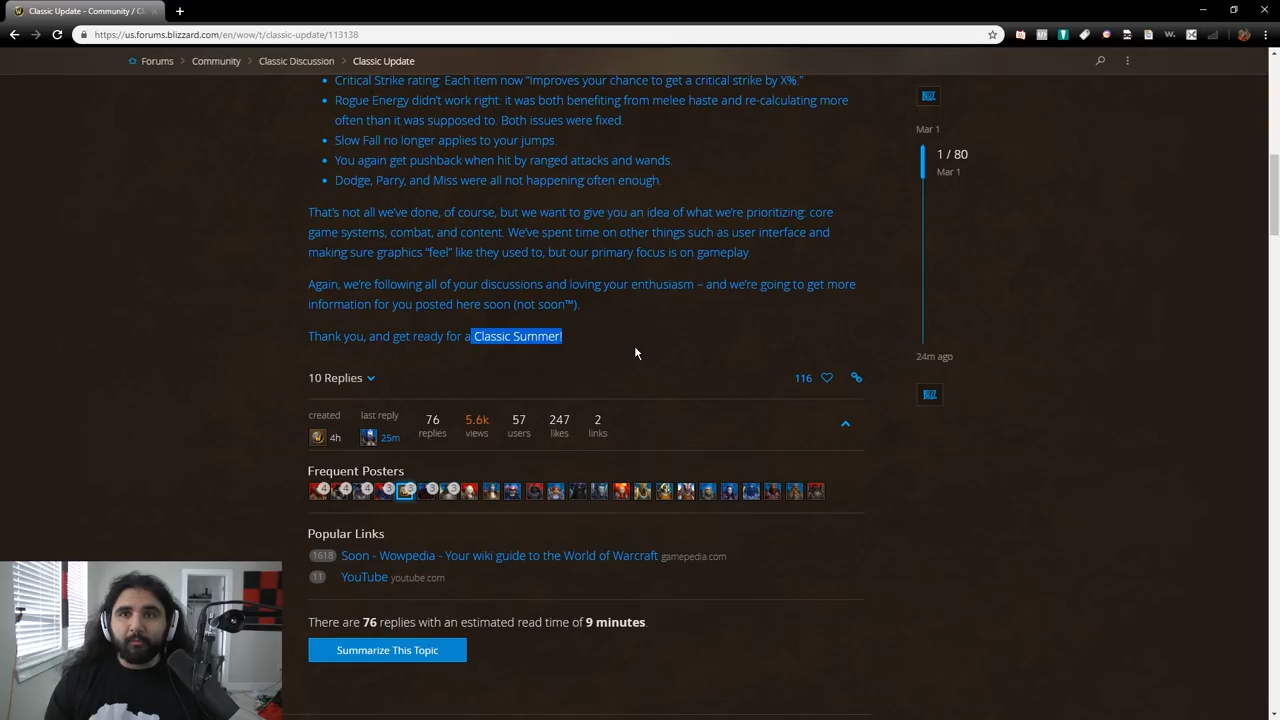 Classic Update - Community / Cl
https://us.forums.blizzard.com/en/wow/t/classic-update/113138
Forums Community Classic Discussion Classic Update
Critical Strike rating: Each item now “Improves your chance to get a critical strike by X%.”
Rogue Energy didn’t work right: it was both benefiting from melee haste and re-calculating more
often than it was supposed to. Both issues were fixed.
Slow Fall no longer applies to your jumps.
You again get pushback when hit by ranged attacks and wands.
Dodge, Parry, and Miss were all not happening often enough.
That’s not all we’ve done, of course, but we want to give you an idea of what we’re prioritizing: core
game systems, combat, and content. We’ve spent time on other things such as user interface and
making sure graphics “feel” like they used to, but our primary focus is on gameplay.
Again, we’re following all of your discussions and loving your enthusiasm – and we’re going to get more
information for you posted here soon (not soon™).
Thank you, and get ready for a Classic Summer!
10 Replies
116
created last reply 76 5.6k 57 247 2
4h 25m replies views users likes links
Frequent Posters
4 4 4 3 3 3 3
Popular Links
1618 Soon - Wowpedia - Your wiki guide to the World of Warcraft gamepedia.com
11 YouTube youtube.com
There are 76 replies with an estimated read time of 9 minutes.
Summarize This Topic
BLIZZ
Mar 1
1 / 80
Mar 1
24m ago
BLIZZ